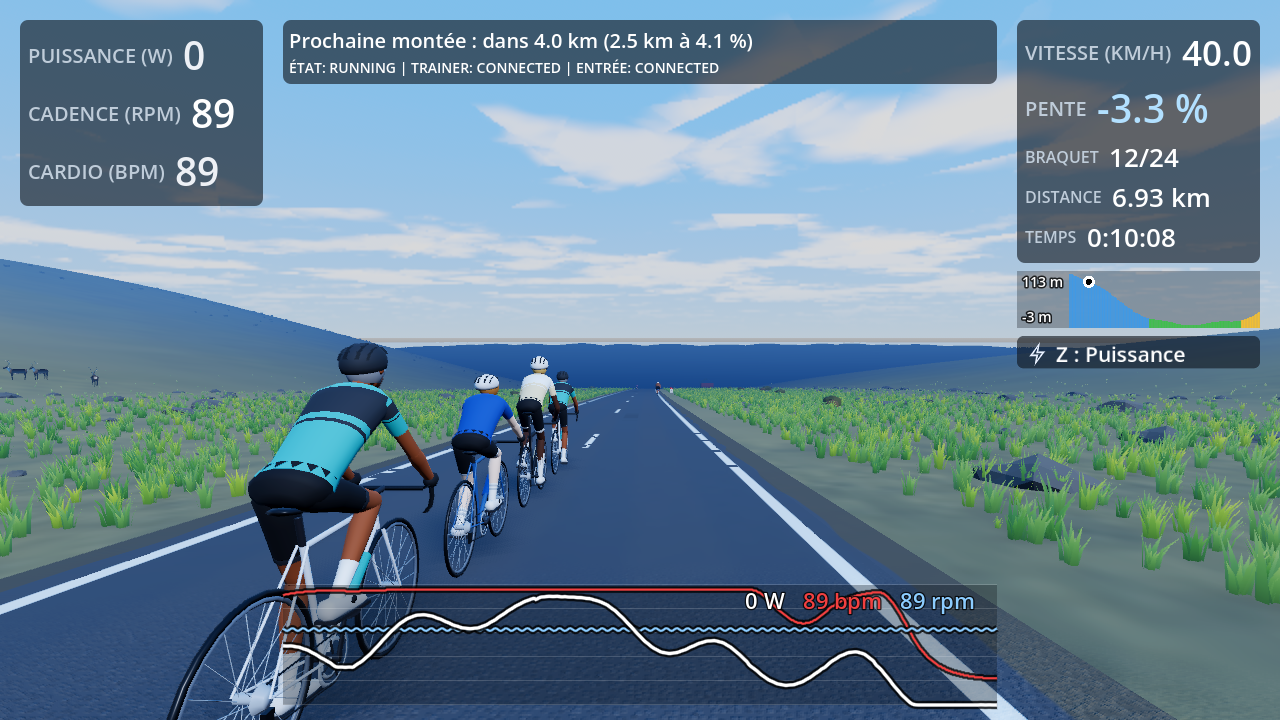 PUISSANCE (W) 0
CADENCE (RPM) 89
CARDIO (BPM) 89
Prochaine montée : dans 4.0 km (2.5 km à 4.1 %)
ÉTAT: RUNNING | TRAINER: CONNECTED | ENTRÉE: CONNECTED
VITESSE (KM/H) 40.0
PENTE -3.3 %
BRAQUET 12/24
DISTANCE 6.93 km
TEMPS 0:10:08
113 m
-3 m
Z : Puissance
0 W 89 bpm 89 rpm